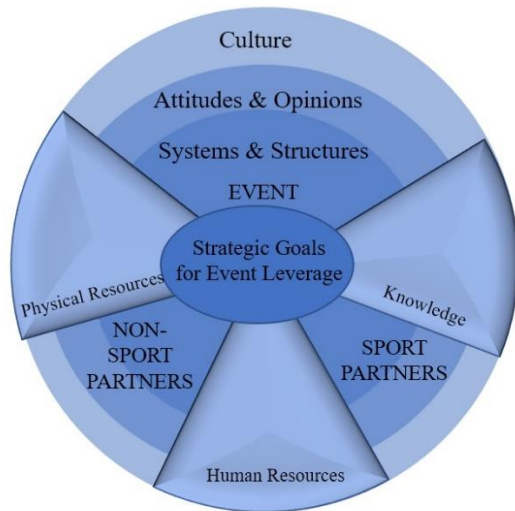 Culture
Attitudes & Opinions
Systems & Structures
EVENT
Strategic Goals
for Event Leverage
Physical Resources
Knowledge
NON-
SPORT
PARTNERS
SPORT
PARTNERS
Human Resources